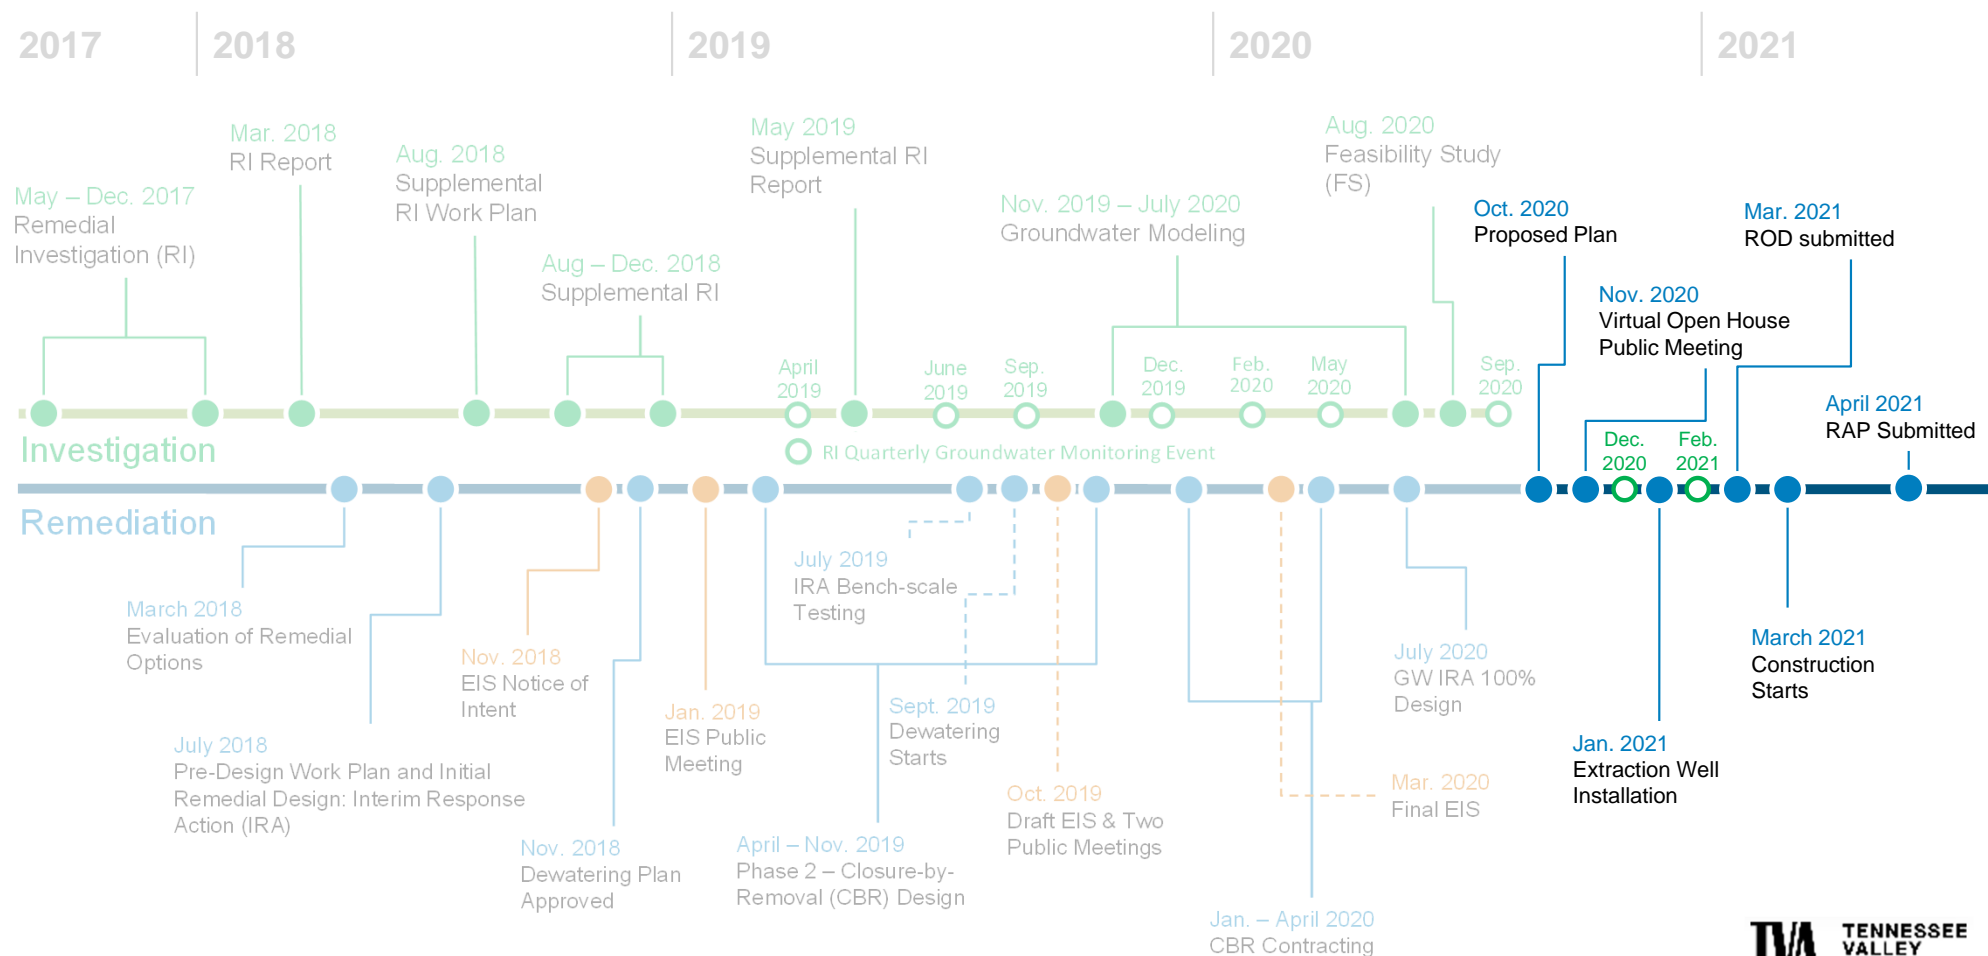 2017
2018
2019
2020
2021
May – Dec. 2017
Remedial
Investigation (RI)
Mar. 2018
RI Report
Aug. 2018
Supplemental
RI Work Plan
Aug – Dec. 2018
Supplemental RI
May 2019
Supplemental RI
Report
Nov. 2019 – July 2020
Groundwater Modeling
Aug. 2020
Feasibility Study
(FS)
Oct. 2020
Proposed Plan
Nov. 2020
Virtual Open House
Public Meeting
Mar. 2021
ROD submitted
April 2021
RAP Submitted
April
2019
June
2019
Sep.
2019
Dec.
2019
Feb.
2020
May
2020
Sep.
2020
Dec.
2020
Feb.
2021
Investigation
RI Quarterly Groundwater Monitoring Event
Remediation
March 2018
Evaluation of Remedial
Options
July 2018
Pre-Design Work Plan and Initial
Remedial Design: Interim Response
Action (IRA)
Nov. 2018
EIS Notice of
Intent
Nov. 2018
Dewatering Plan
Approved
Jan. 2019
EIS Public
Meeting
April – Nov. 2019
Phase 2 – Closure-by-
Removal (CBR) Design
July 2019
IRA Bench-scale
Testing
Sept. 2019
Dewatering
Starts
Oct. 2019
Draft EIS & Two
Public Meetings
Jan. – April 2020
CBR Contracting
Mar. 2020
Final EIS
July 2020
GW IRA 100%
Design
Jan. 2021
Extraction Well
Installation
March 2021
Construction
Starts
TVA
TENNESSEE
VALLEY